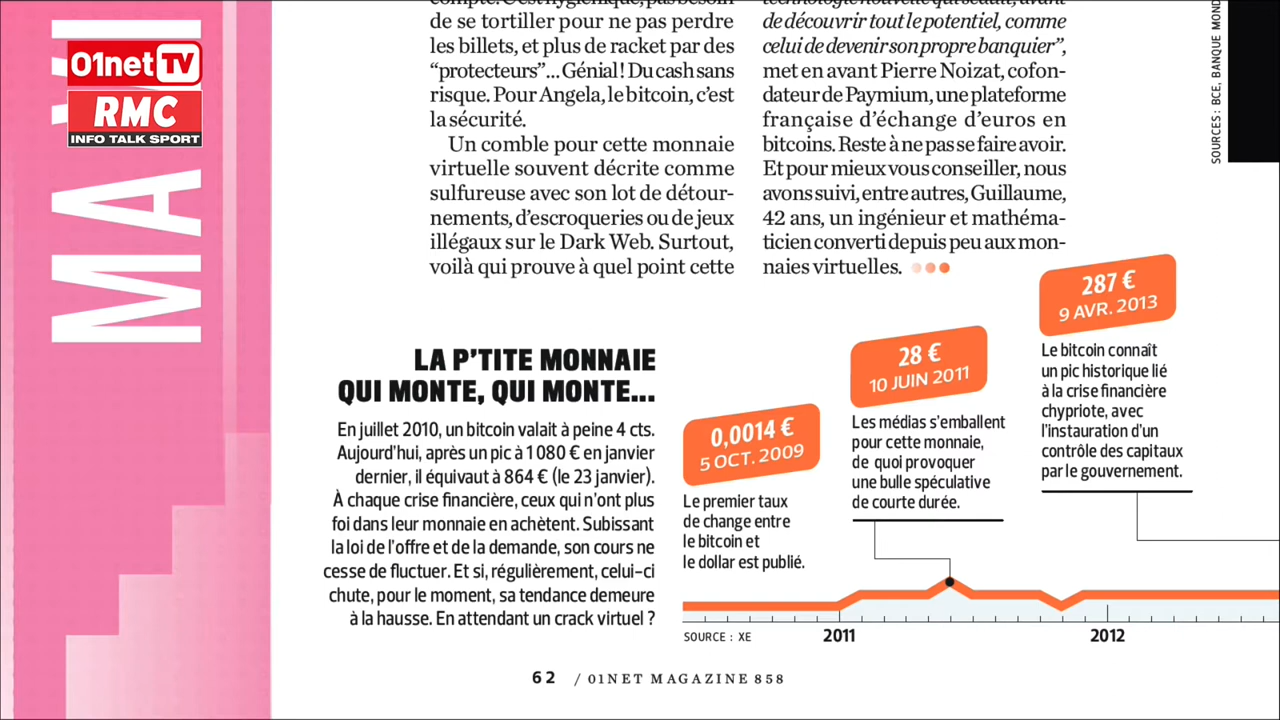 01net TV
RMC
INFO TALK SPORT
MA
de se tortiller pour ne pas perdre
les billets, et plus de racket par des
“protecteurs”... Génial! Du cash sans
risque. Pour Angela, le bitcoin, c’est
la sécurité.
Un comble pour cette monnaie
virtuelle souvent décrite comme
sulfureuse avec son lot de détour-
nements, d’escroqueries ou de jeux
illégaux sur le Dark Web. Surtout,
voilà qui prouve à quel point cette
technologie nouvelle qui séduit, avant
de découvrir tout le potentiel, comme
celui de devenir son propre banquier”,
met en avant Pierre Noizat, cofon-
dateur de Paymium, une plateforme
française d’échange d’euros en
bitcoins. Reste à ne pas se faire avoir.
Et pour mieux vous conseiller, nous
avons suivi, entre autres, Guillaume,
42 ans, un ingénieur et mathéma-
ticien converti depuis peu aux mon-
naies virtuelles.
SOURCES : BCE, BANQUE MOND
LA P’TITE MONNAIE
QUI MONTE, QUI MONTE...
En juillet 2010, un bitcoin valait à peine 4 cts.
Aujourd’hui, après un pic à 1 080 € en janvier
dernier, il équivaut à 864 € (le 23 janvier).
À chaque crise financière, ceux qui n’ont plus
foi dans leur monnaie en achètent. Subissant
la loi de l’offre et de la demande, son cours ne
cesse de fluctuer. Et si, régulièrement, celui-ci
chute, pour le moment, sa tendance demeure
à la hausse. En attendant un crack virtuel ?
0,0014 €
5 OCT. 2009
Le premier taux
de change entre
le bitcoin et
le dollar est publié.
28 €
10 JUIN 2011
Les médias s’emballent
pour cette monnaie,
de quoi provoquer
une bulle spéculative
de courte durée.
287 €
9 AVR. 2013
Le bitcoin connaît
un pic historique lié
à la crise financière
chypriote, avec
l’instauration d’un
contrôle des capitaux
par le gouvernement.
SOURCE : XE
2011
2012
62 / 01NET MAGAZINE 858